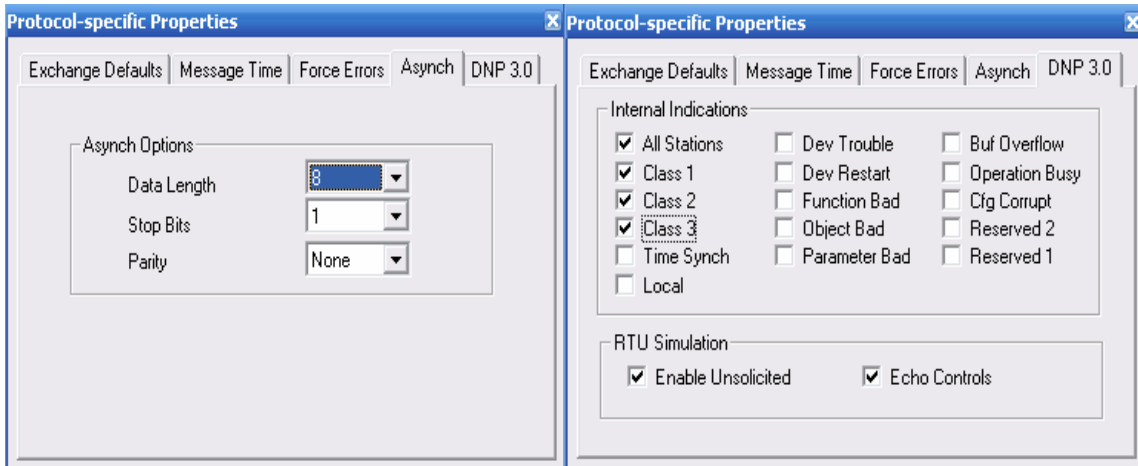 Protocol-specific Properties
Exchange Defaults Message Time Force Errors Asynch DNP 3.0
Asynch Options
Data Length 8
Stop Bits 1
Parity None
Protocol-specific Properties
Exchange Defaults Message Time Force Errors Asynch DNP 3.0
Internal Indications
All Stations Dev Trouble Buf Overflow
Class 1 Dev Restart Operation Busy
Class 2 Function Bad Cfg Corrupt
Class 3 Object Bad Reserved 2
Time Synch Parameter Bad Reserved 1
Local
RTU Simulation
Enable Unsolicited Echo Controls